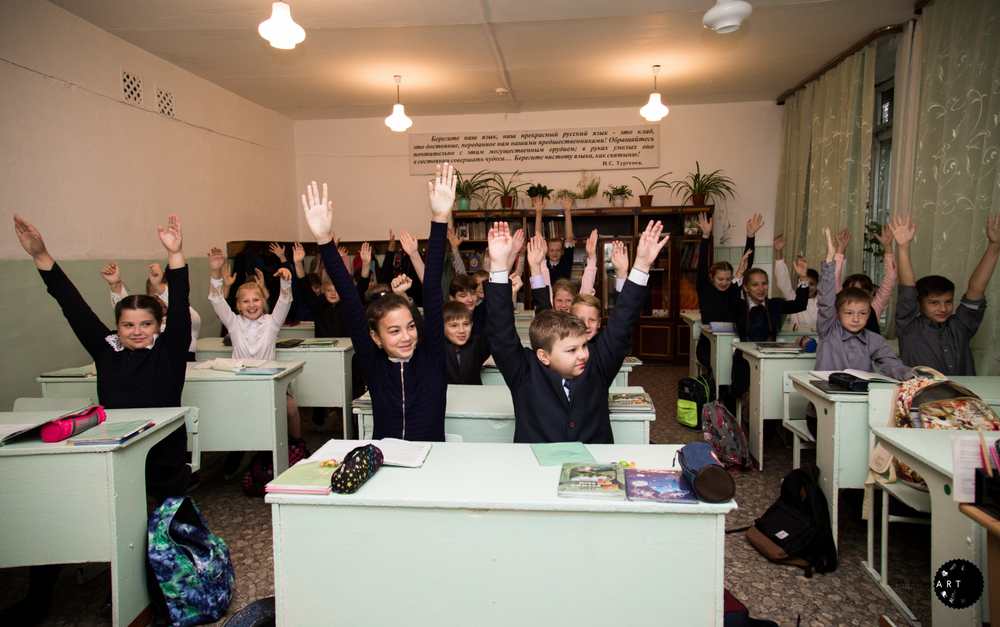 Берегите наш язык, наш прекрасный русский язык - это клад,
это достояние, переданное нам нашими предшественниками! Обращайтесь
почтительно с этим могущественным орудием; в руках умелых оно
в состоянии совершать чудеса... Берегите чистоту языка, как святыню!
И.С. Тургенев.
MEDIA ART